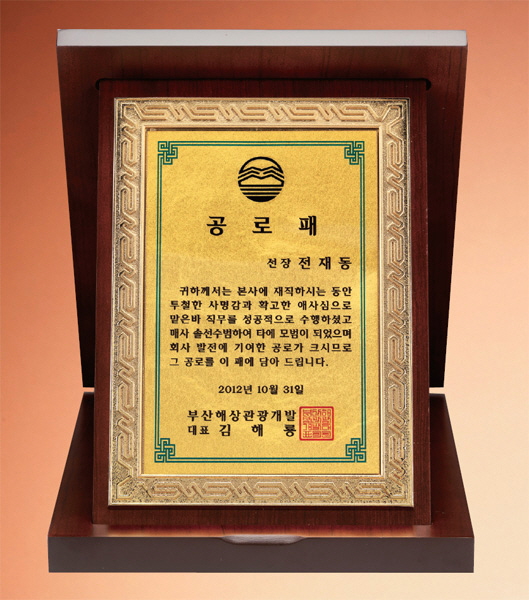 공로패
선장 전재동
귀하께서는 본사에 재직하시는 동안
투철한 사명감과 확고한 애사심으로
맡은바 직무를 성공적으로 수행하셨고
매사 솔선수범하여 타에 모범이 되었으며
회사 발전에 기여한 공로가 크시므로
그 공로를 이 패에 담아 드립니다.
2012년 10월 31일
부산해상관광개발
대표 김해룡